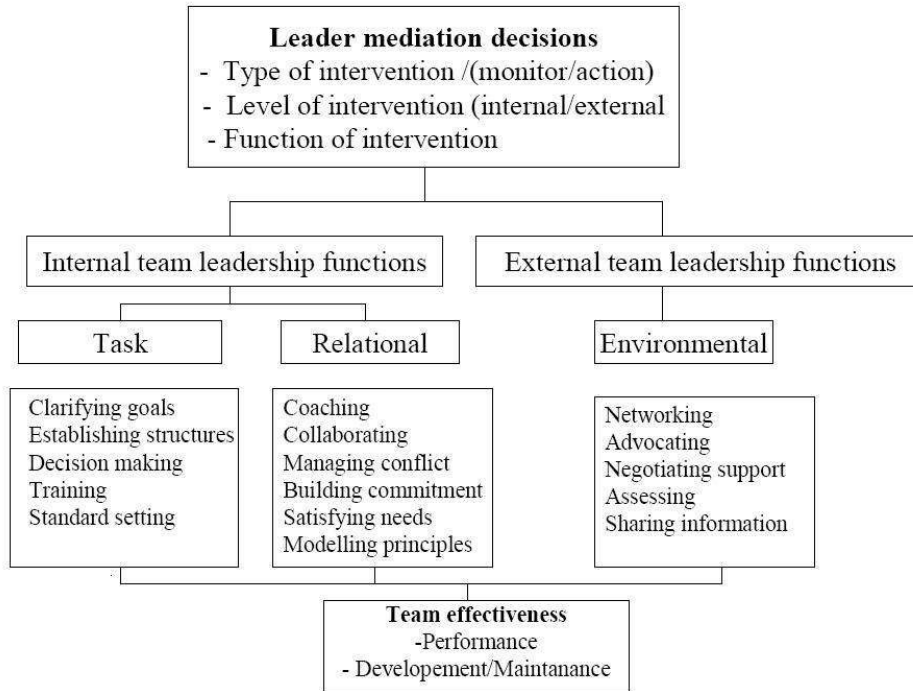 Leader mediation decisions
- Type of intervention /(monitor/action)
- Level of intervention (internal/external
- Function of intervention
Internal team leadership functions
External team leadership functions
Task
Relational
Environmental
Clarifying goals
Establishing structures
Decision making
Training
Standard setting
Coaching
Collaborating
Managing conflict
Building commitment
Satisfying needs
Modelling principles
Networking
Advocating
Negotiating support
Assessing
Sharing information
Team effectiveness
-Performance
- Developement/Maintanance